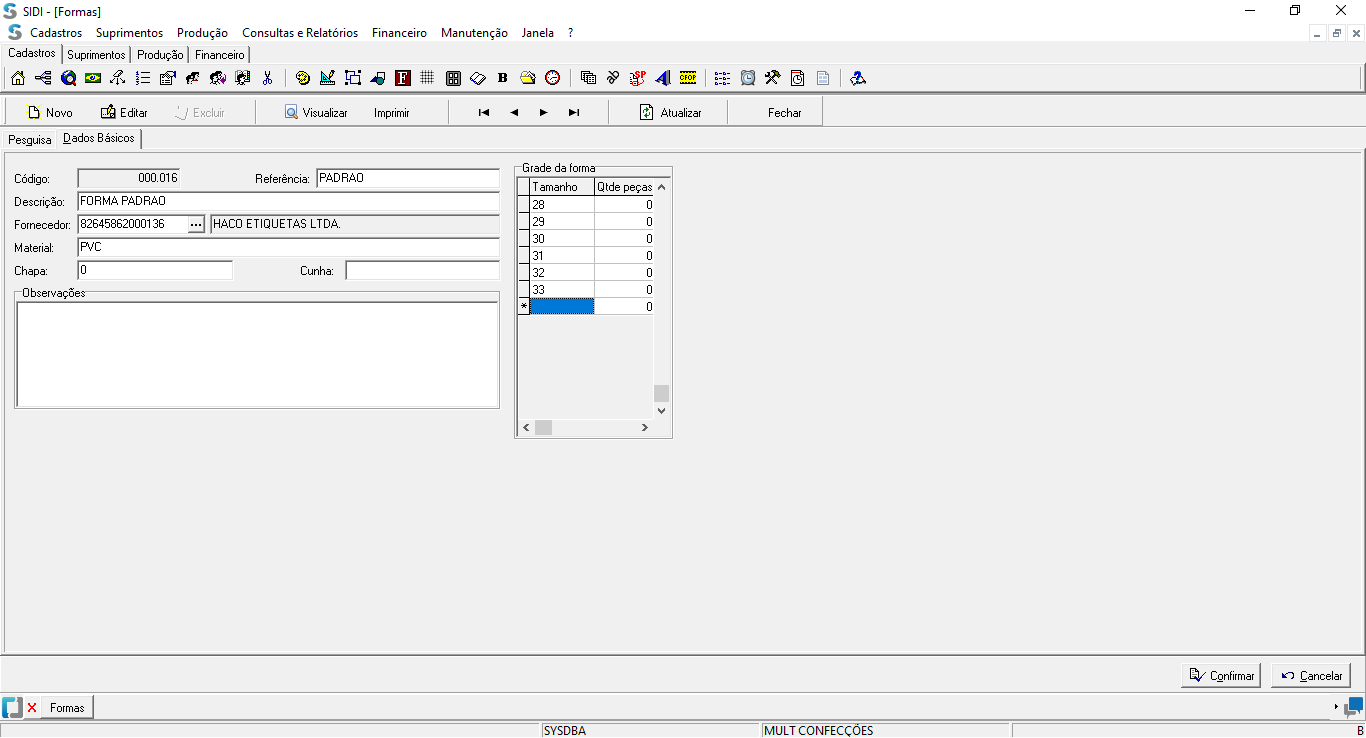 SIDI - [Formas]
Cadastros Suprimentos Produção Consultas e Relatórios Financeiro Manutenção Janela ?
Cadastros Suprimentos Produção Financeiro
F B SP CFOP
Novo Editar Excluir Visualizar Imprimir Atualizar Fechar
Pesquisa Dados Básicos
Código: 000.016 Referência: PADRAO
Descrição: FORMA PADRAO
Fornecedor: 82645862000136 ... HACO ETIQUETAS LTDA.
Material: PVC
Chapa: 0 Cunha:
Observações
Grade da forma
Tamanho Qtde peças
28 0
29 0
30 0
31 0
32 0
33 0
* 0
Confirmar Cancelar
Formas
SYSDBA MULT CONFECÇÕES B